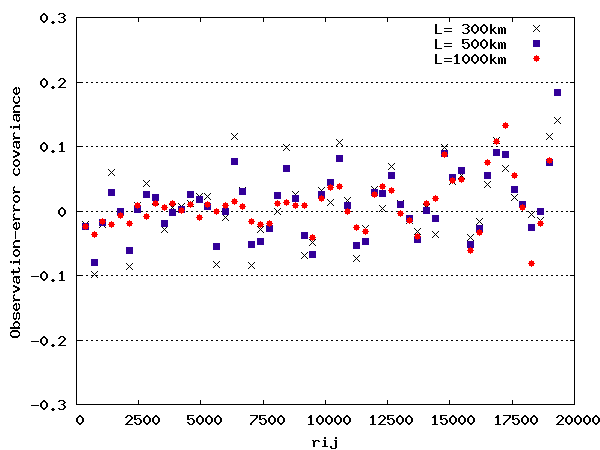 0.3
L= 300km
L= 500km
L=1000km
0.2
0.1
0
-0.1
-0.2
-0.3
Observation-error covariance
0 2500 5000 7500 10000 12500 15000 17500 20000
rij